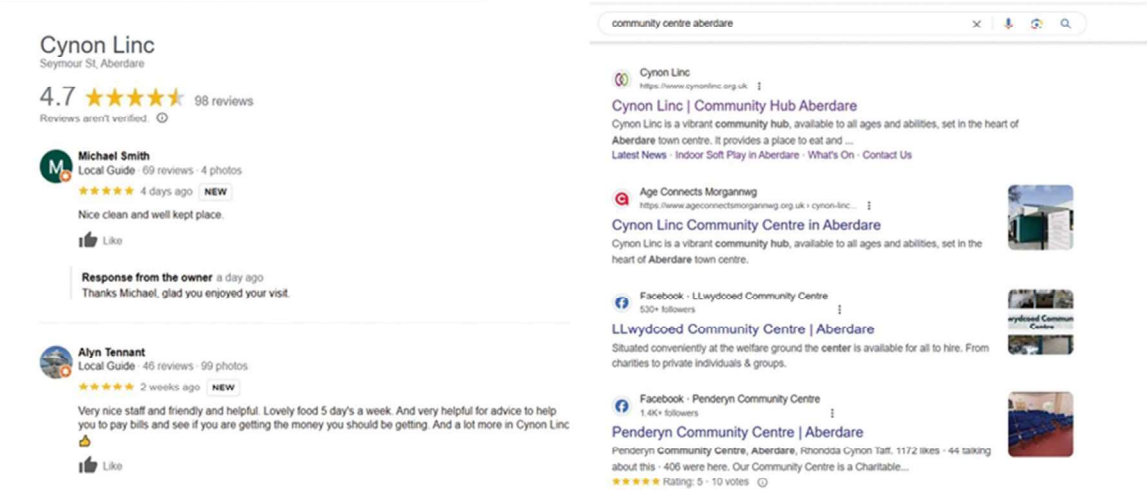 Cynon Linc
Seymour St, Aberdare
4.7
98 reviews
Reviews aren't verified.
M
Michael Smith
Local Guide · 69 reviews · 4 photos
4 days ago NEW
Nice clean and well kept place.
Like
Response from the owner a day ago
Thanks Michael, glad you enjoyed your visit.
Alyn Tennant
Local Guide · 46 reviews · 99 photos
2 weeks ago NEW
Very nice staff and friendly and helpful. Lovely food 5 day's a week. And very helpful for advice to help
you to pay bills and see if you are getting the money you should be getting. And a lot more in Cynon Linc
👍
Like
community centre aberdare
Cynon Linc
https://www.cynonlinc.org.uk
Cynon Linc | Community Hub Aberdare
Cynon Linc is a vibrant community hub, available to all ages and abilities, set in the heart of
Aberdare town centre. It provides a place to eat and ...
Latest News · Indoor Soft Play in Aberdare · What's On · Contact Us
Age Connects Morgannwg
https://www.ageconnectsmorgannwg.org.uk › cynon-linc...
Cynon Linc Community Centre in Aberdare
Cynon Linc is a vibrant community hub, available to all ages and abilities, set in the
heart of Aberdare town centre.
Facebook · LLwydcoed Community Centre
530+ followers
LLwydcoed Community Centre | Aberdare
Situated conveniently at the welfare ground the center is available for all to hire. From
charities to private individuals & groups.
wydcoed Commun
Centre
Facebook · Penderyn Community Centre
1.4K+ followers
Penderyn Community Centre | Aberdare
Penderyn Community Centre, Aberdare, Rhondda Cynon Taff. 1172 likes · 44 talking
about this · 406 were here. Our Community Centre is a Charitable...
Rating: 5 · 10 votes